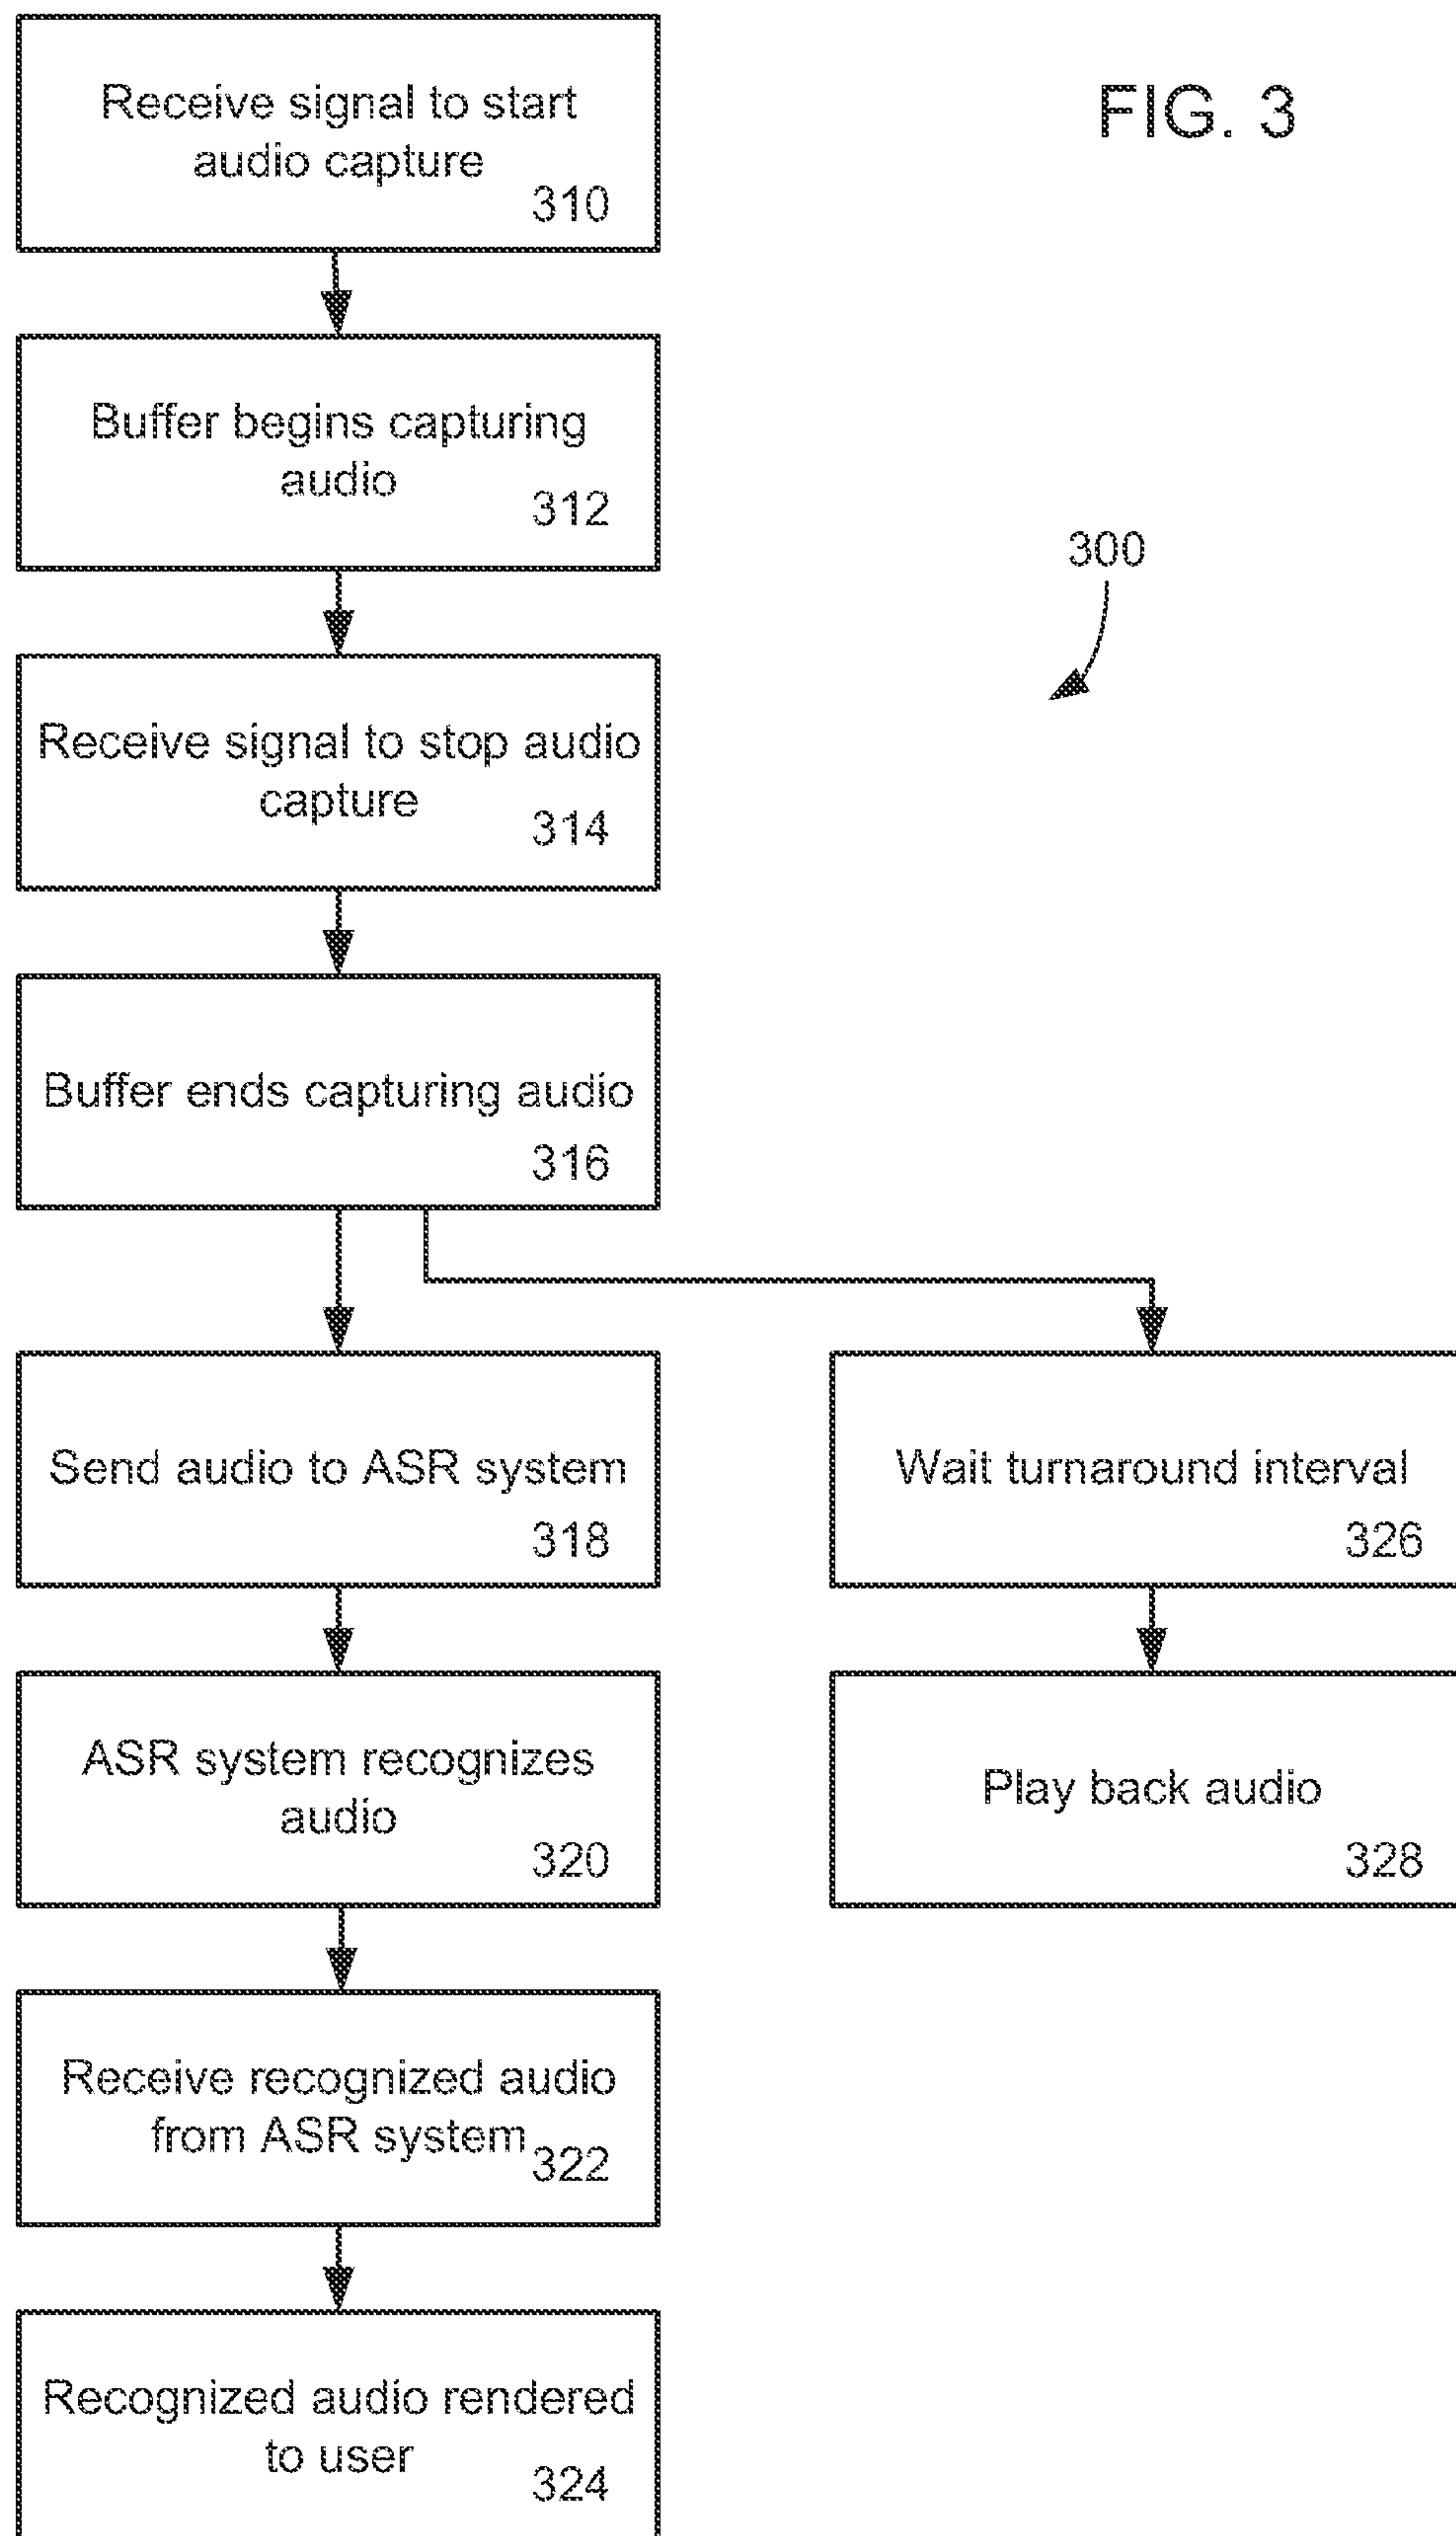 FIG. 3
Receive signal to start
audio capture
310
Buffer begins capturing
audio
312
300
Receive signal to stop audio
capture
314
Buffer ends capturing audio
316
Send audio to ASR system
318
Wait turnaround interval
326
ASR system recognizes
audio
320
Play back audio
328
Receive recognized audio
from ASR system
322
Recognized audio rendered
to user
324